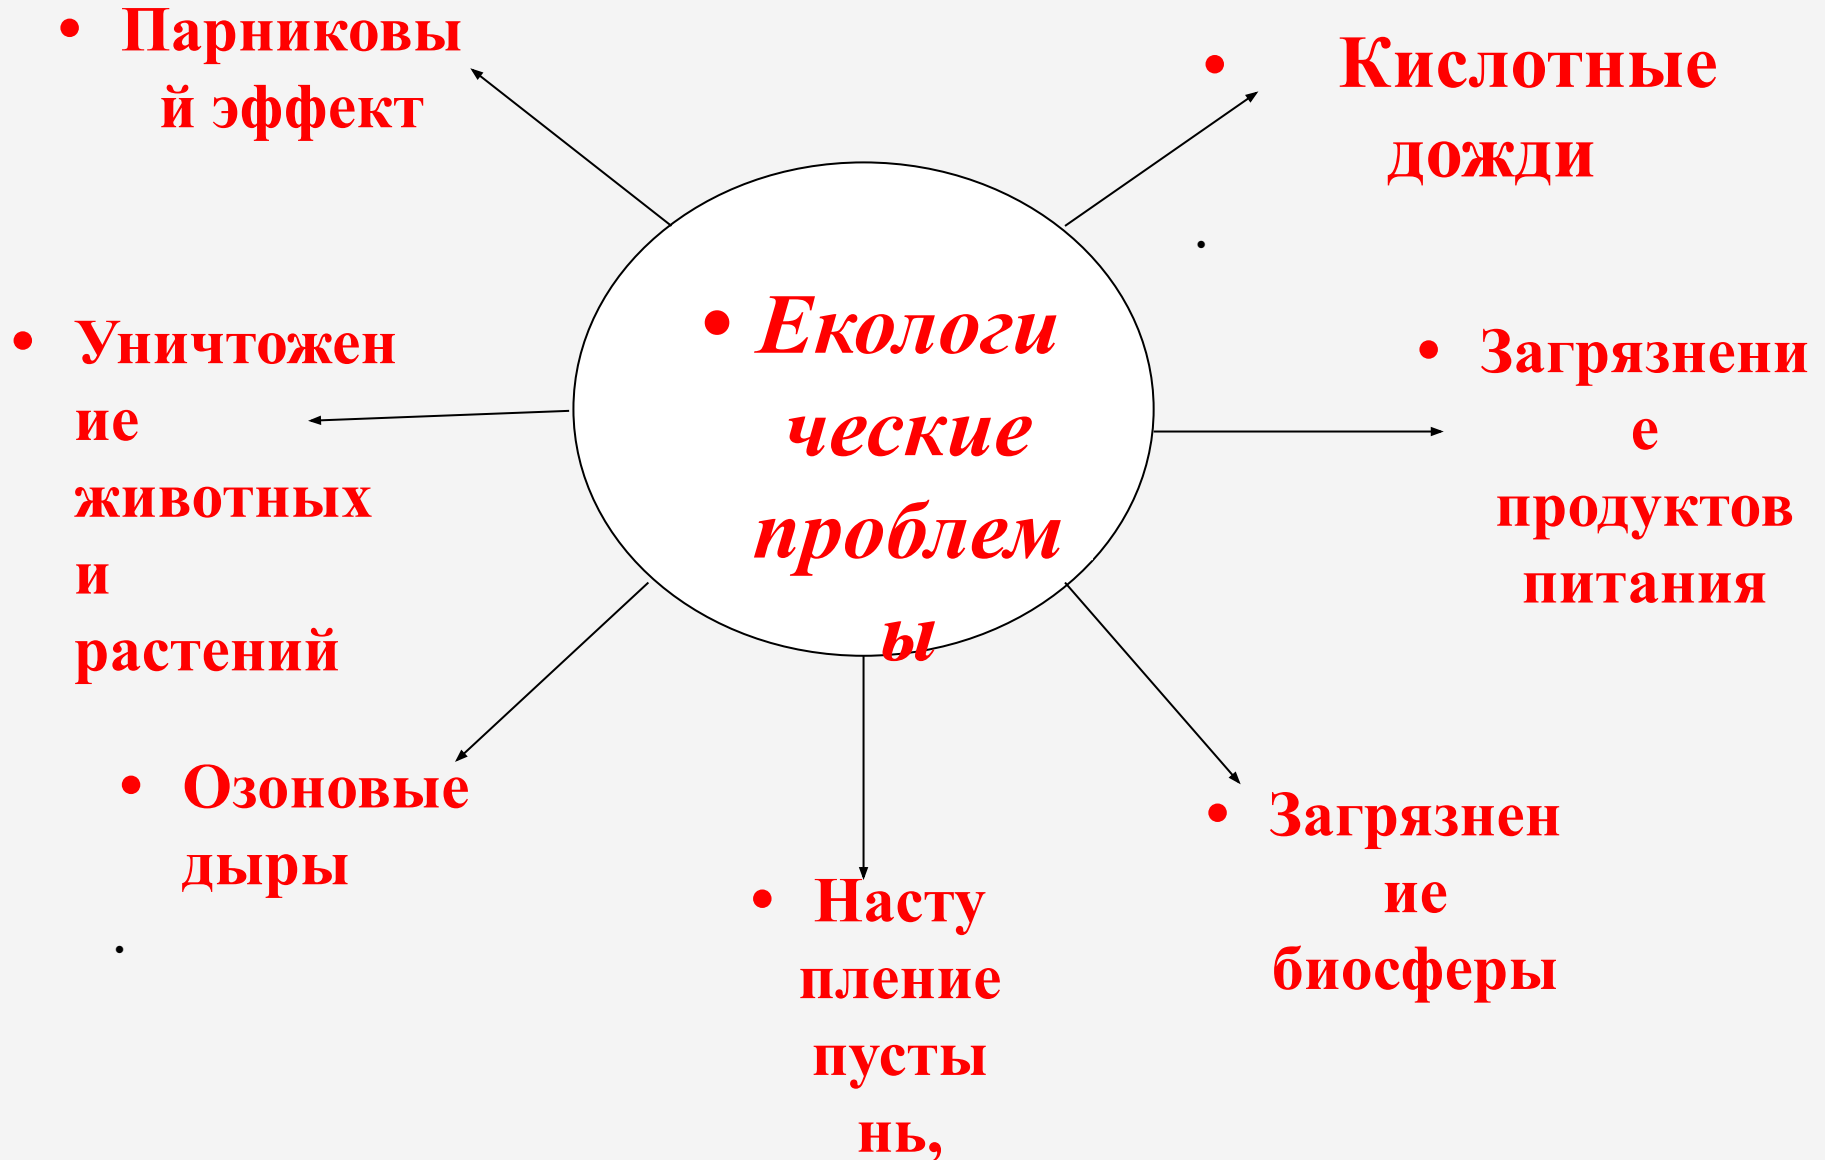 • Парниковы
й эффект
• Кислотные
дожди
.
• Екологи
ческие
проблем
ы
• Уничтожен
ие
животных
и
растений
• Загрязнени
е
продуктов
питания
• Озоновые
дыры
.
• Насту
пление
пусты
нь,
• Загрязнен
ие
биосферы